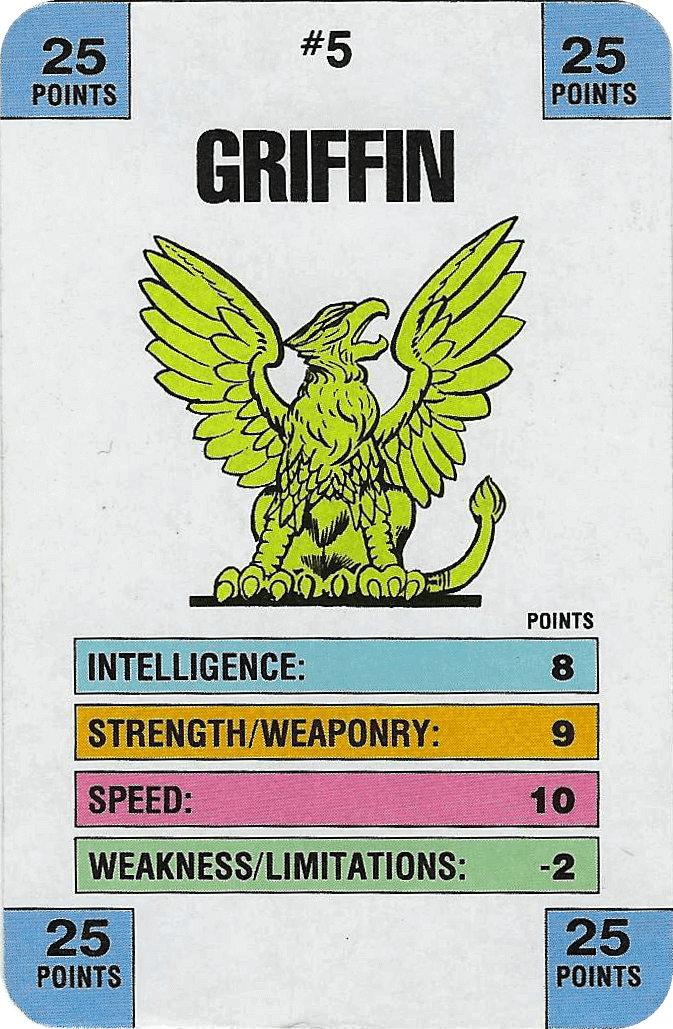 25
POINTS
#5
25
POINTS
GRIFFIN
POINTS
INTELLIGENCE: 8
STRENGTH/WEAPONRY: 9
SPEED: 10
WEAKNESS/LIMITATIONS: -2
25
POINTS
25
POINTS